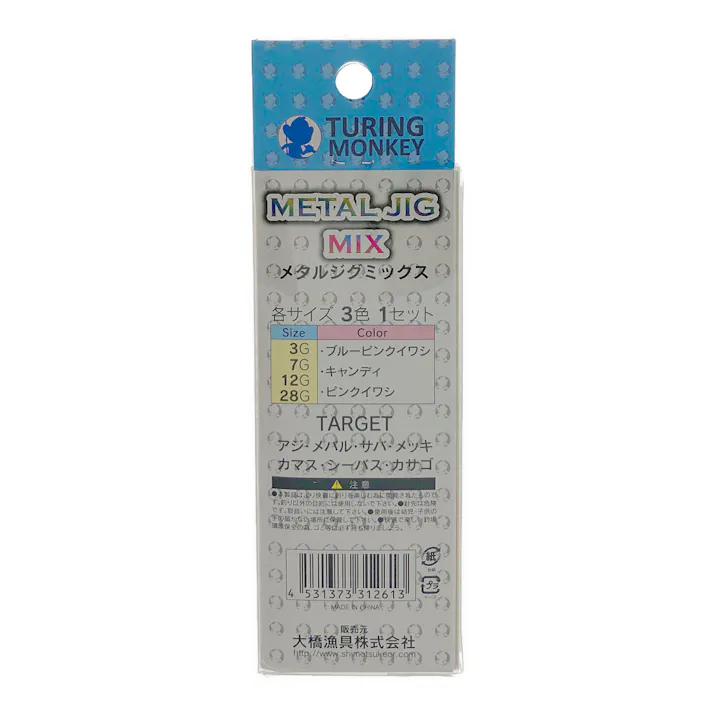 TURING
MONKEY
METAL JIG
MIX
メタルジグミックス
各サイズ 3色 1セット
Size Color
3G ・ブルーピンクイワシ
7G ・キャンディ
12G ・ピンクイワシ
28G
TARGET
アジ・メバル・サバ・メッキ
カマス・シーバス・カサゴ
注意
4 531373 312613
MADE IN CHINA
紙
プラ
販売元
大橋漁具株式会社